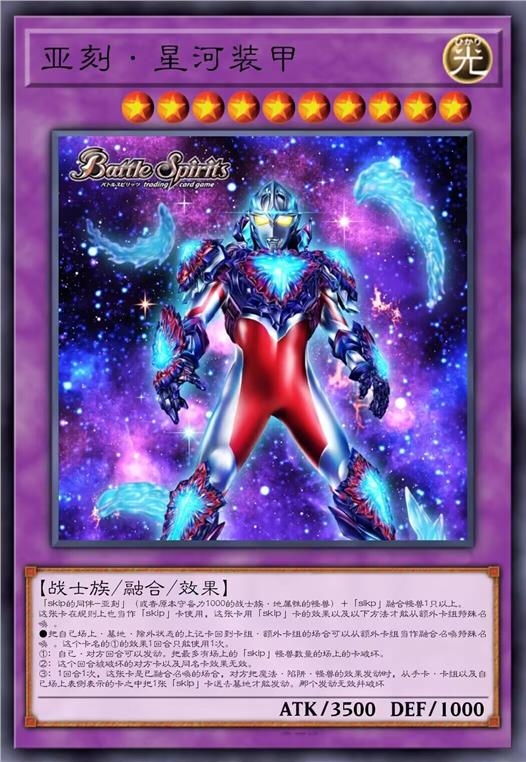 亚刻·星河装甲
光
Battle Spirits
バトルスピリッツ trading card game
【战士族/融合/效果】
「skip的同伴-亚刻」（或者原本守备力1000的战士族·地属性的怪兽）＋「slkp」融合怪兽1只以上。
这张卡在规则上也当作「skip」卡使用，这张卡用「skip」卡的效果以及以下方法才能从额外卡组特殊召
唤。
●把自己场上·墓地·除外状态的上记卡回到卡组·额外卡组的场合可以从额外卡组当作融合召唤特殊召
唤。这个卡名的①的效果1回合只能使用1次。
①：自己·对方回合可以发动。把最多有场上的「skip」怪兽数量的场上的卡破坏。
②：这个回合被破坏的对方卡以及同名卡效果无效。
③：1回合1次，这张卡是已融合召唤的场合，对方把魔法·陷阱·怪兽的效果发动时，从手卡·卡组以及自
己场上表侧表示的卡之中把1张「skip」卡送去墓地才能发动。那个发动无效并破坏
ATK/3500 DEF/1000